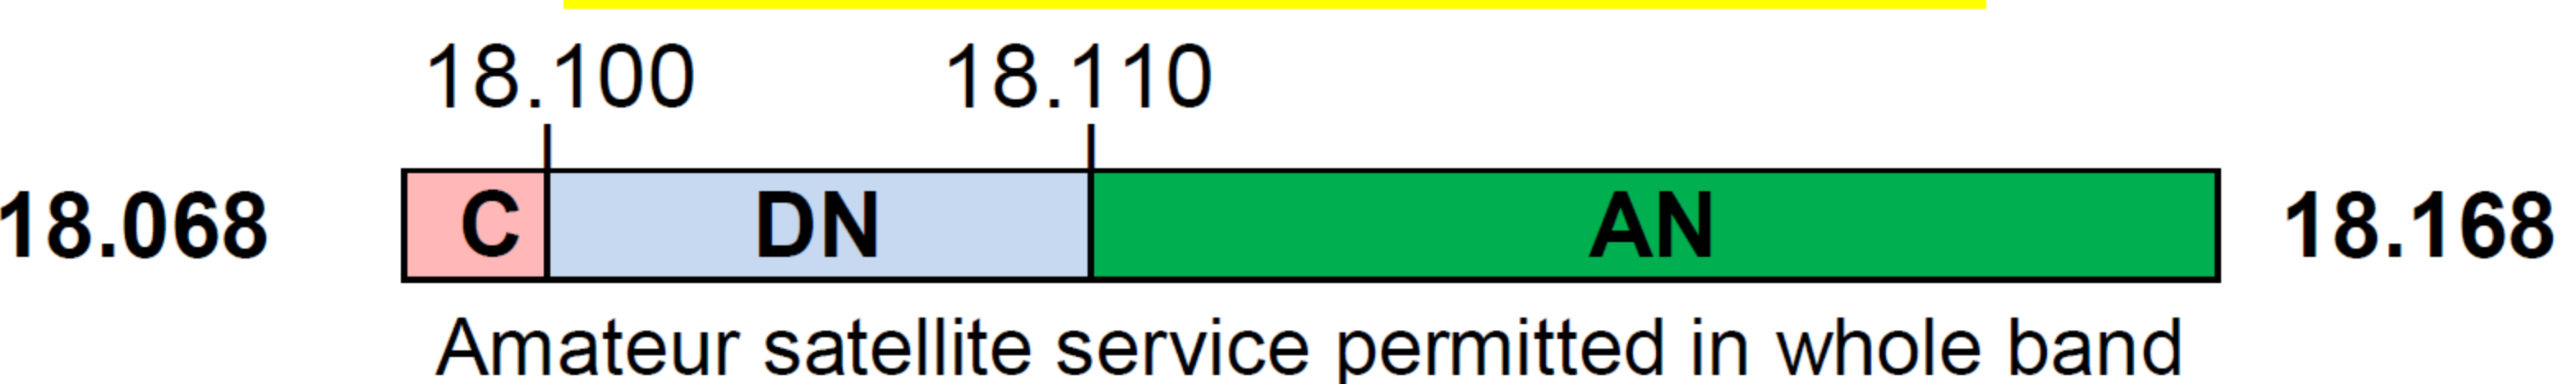 18.100 18.110
18.068 C DN AN 18.168
Amateur satellite service permitted in whole band